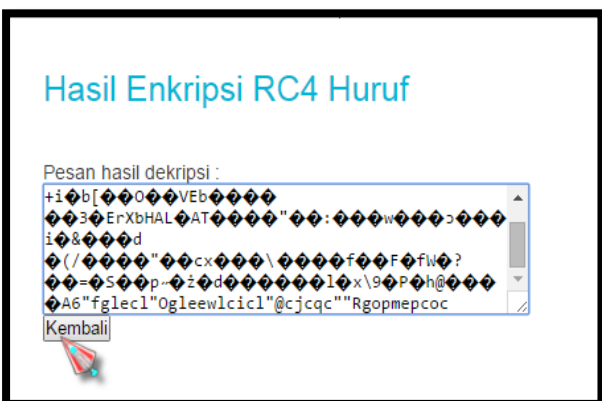 Hasil Enkripsi RC4 Huruf
Pesan hasil dekripsi :
+i�b[��O��VEb����
��3�ErXbHAL�AT����"��:���w���ɔ���
i�&���d
�(/����"��cx���\����f��F�fW�?
��=�S��p~�ż�d������l�x\9�P�h@���
�A6"fglecl"Ogleewlcicl"@cjcqc""Rgopmepcoc
Kembali